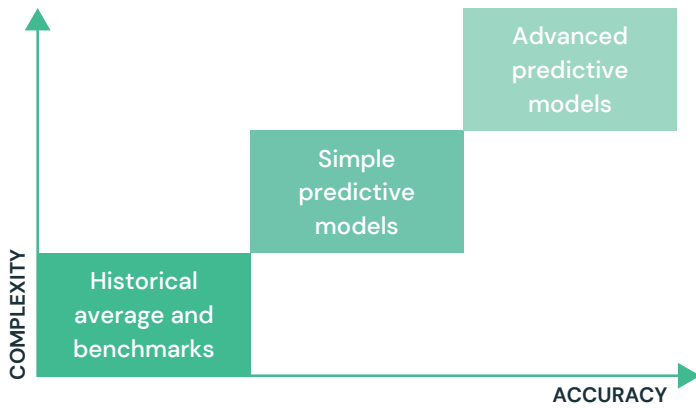 Advanced
predictive
models
Simple
predictive
models
Historical
average and
benchmarks
COMPLEXITY
ACCURACY